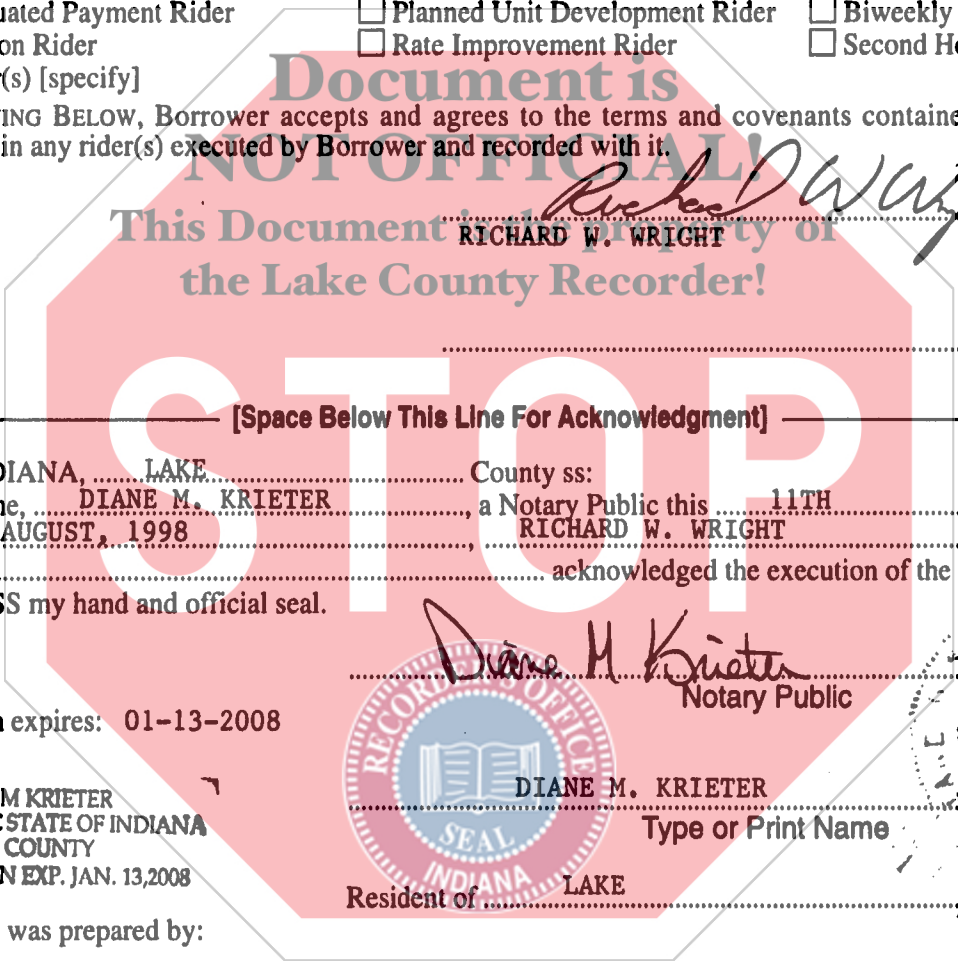 uated Payment Rider ☐ Planned Unit Development Rider ☐ Biweekly
on Rider ☐ Rate Improvement Rider ☐ Second H
(s) [specify]
Document is
ING BELOW, Borrower accepts and agrees to the terms and covenants containe
in any rider(s) executed by Borrower and recorded with it.
NOT OFFICIAL!
Richard W W
This Document is the property of
RICHARD W. WRIGHT
the Lake County Recorder!
STOP
[Space Below This Line For Acknowledgment]
DIANA, LAKE County ss:
ne, DIANE M. KRIETER, a Notary Public this 11TH
AUGUST, 1998, RICHARD W. WRIGHT
acknowledged the execution of the
SS my hand and official seal.
Diane M Krieter
Notary Public
expires: 01-13-2008
RECORDER'S OFFICE
SEAL
INDIANA
M KRIETER
STATE OF INDIANA
COUNTY
N EXP. JAN. 13,2008
DIANE M. KRIETER
Type or Print Name
Resident of LAKE
was prepared by: